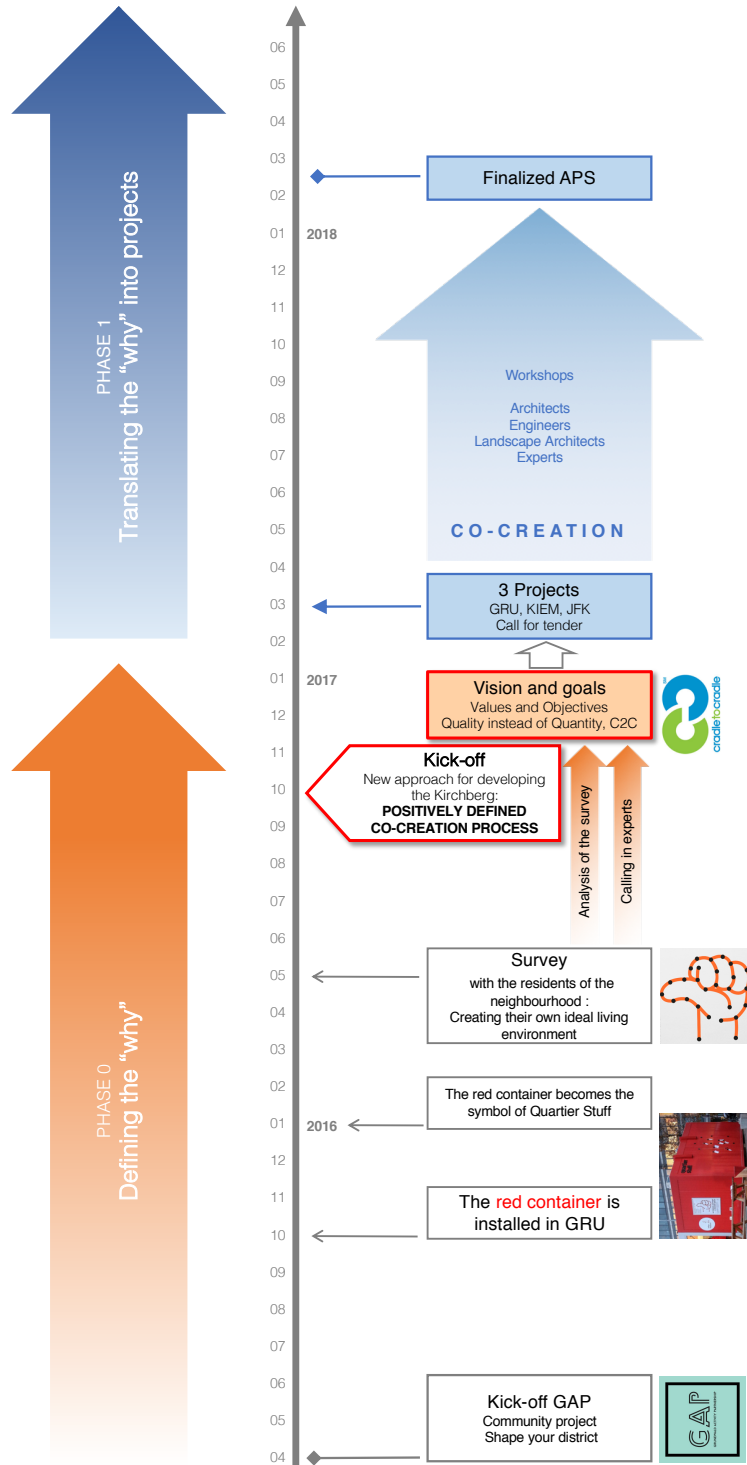 06
05
04
03
02
01 2018
12
11
10
09
08
07
06
05
04
03
02
01 2017
12
11
10
09
08
07
06
05
04
03
02
01 2016
12
11
10
09
08
07
06
05
04
PHASE 1
Translating the “why” into projects
PHASE 0
Defining the “why”
Finalized APS
Workshops
Architects
Engineers
Landscape Architects
Experts
CO-CREATION
3 Projects
GRU, KIEM, JFK
Call for tender
Vision and goals
Values and Objectives
Quality instead of Quantity, C2C
cradletocradle
TM
Kick-off
New approach for developing
the Kirchberg:
POSITIVELY DEFINED
CO-CREATION PROCESS
Analysis of the survey
Calling in experts
Survey
with the residents of the
neighbourhood :
Creating their own ideal living
environment
The red container becomes the
symbol of Quartier Stuff
The red container is
installed in GRU
Kick-off GAP
Community project
Shape your district
GAP